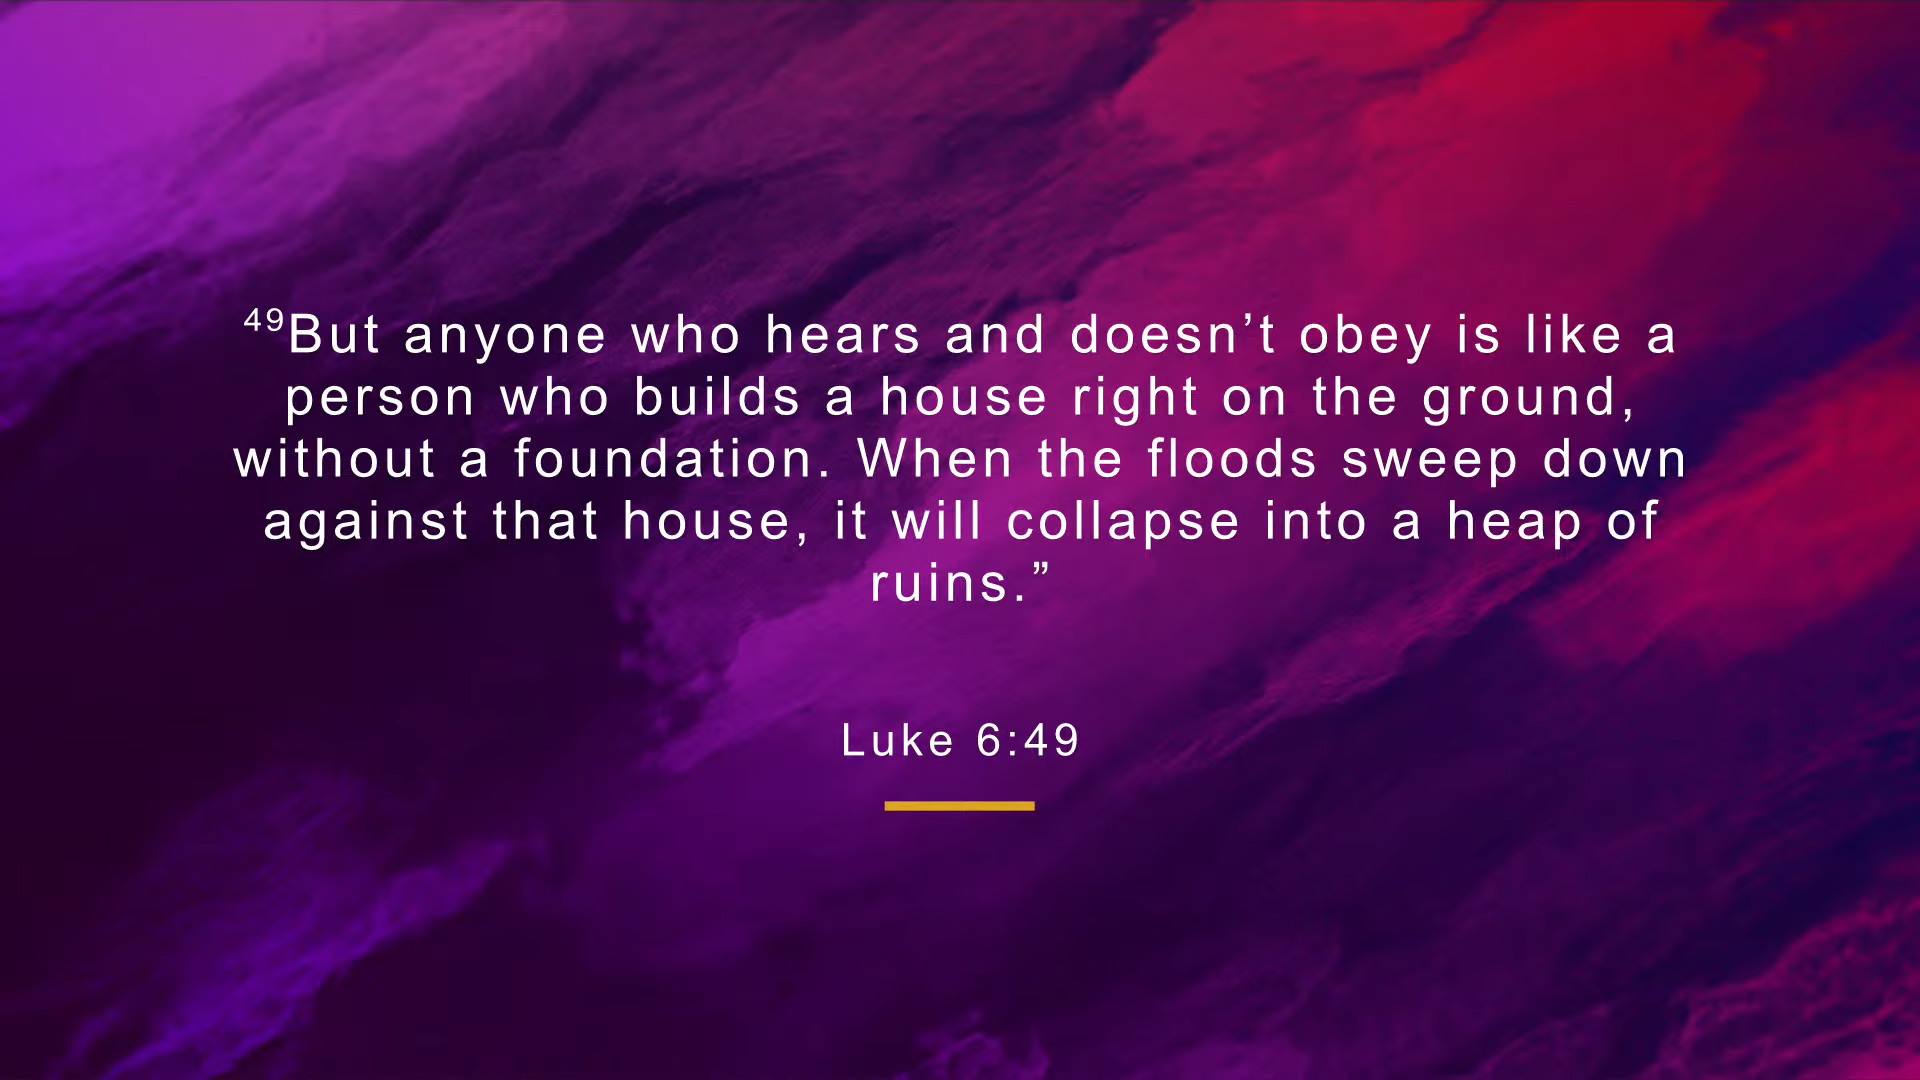 ⁴⁹But anyone who hears and doesn’t obey is like a
person who builds a house right on the ground,
without a foundation. When the floods sweep down
against that house, it will collapse into a heap of
ruins.”
Luke 6:49